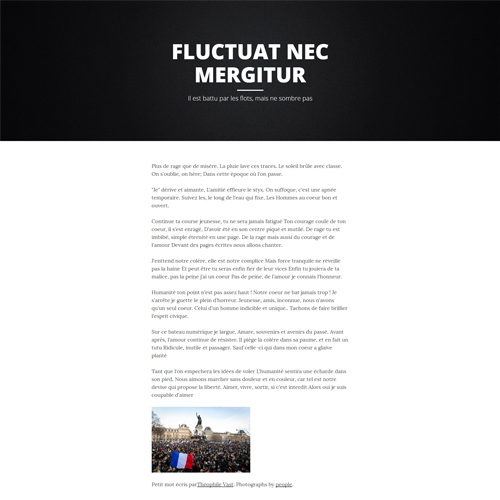 FLUCTUAT NEC
MERGITUR
Il est battu par les flots, mais ne sombre pas
Plus de rage que de misère. La pluie lave ces traces. Le soleil brûle avec classe.
On s'oublie, on hère; Dans cette époque où l'on passe.
"Je" dérive et aimante, L'amitié effleure le styx, On suffoque, c'est une apnée
temporaire. Suivez les, le long de l'eau qui fixe, Les Hommes au coeur bon et
ouvert.
Continue ta course jeunesse, tu ne sera jamais fatigué Ton courage coule de ton
coeur, il s'est enragé, D'avoir été en son centre piqué et mutilé. De rage tu est
imbibé, simple éternité en une page. De la rage mais aussi du courage et de
l'amour Devant des pages écrites nous allons chanter.
J'enttend notre colère, elle est notre complice Mais force tranquille ne réveille
pas la haine Et peut être tu seras enfin fier de leur vices Enfin tu jouiera de ta
malice, pas la peine j'ai un coeur Pas de peine, de l'amour je connais l'honneur.
Humanité ton point n'est pas assez haut ! Notre coeur ne bat jamais trop ! Je
s'arrête je guette le plein d'horreur. Jeunesse, amis, inconnue, nous n'avons
qu'un seul coeur. Celui d'un homme indicible et unique.. Tachons de faire briller
l'esprit civique.
Sur ce bateau numérique je largue, Amare, souvenirs et avenirs du passé. Avant
après, l'amour continue de résister. Il piège la colère dans sa paume, et en fait un
tutu Ridicule, inutile et passager. Sauf celle-ci qui dans mon coeur a glaive
planté
Tant que l'on empechera les idées de voler L'humanité sentira une écharde dans
son pied. Nous aimons marcher sans douleur et en couleur, car tel est notre
devise qui propose la liberté. Aimer, vivre, sortir, si c'est interdit Alors oui je suis
coupable d'aimer
Petit mot écris par Théophile Vast. Photographs by people.